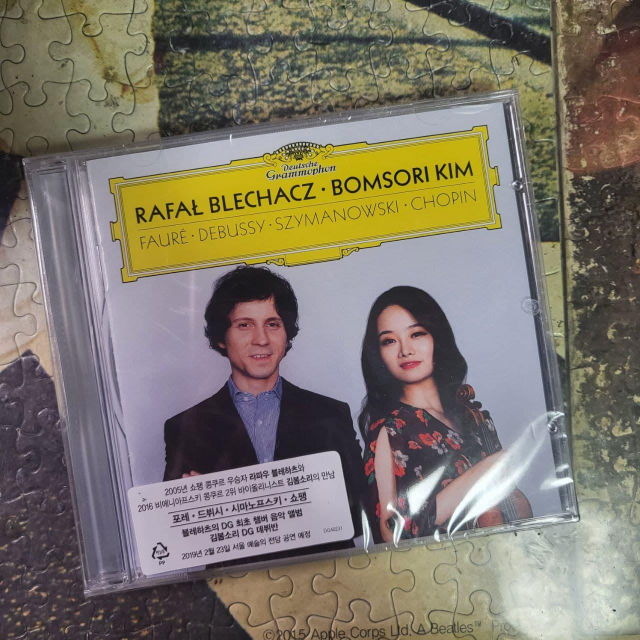 Deutsche
Grammophon
RAFAŁ BLECHACZ · BOMSORI KIM
FAURÉ · DEBUSSY · SZYMANOWSKI · CHOPIN
2005년 쇼팽 콩쿠르 우승자 라파우 블레하츠와
2016 비에니아프스키 콩쿠르 2위 바이올리니스트 김봄소리의 만남
포레 · 드뷔시 · 시마노프스키 · 쇼팽
블레하츠의 DG 최초 챔버 음악 앨범
김봄소리 DG 데뷔반
2019년 2월 23일 서울 예술의 전당 공연 예정
PP
© 2015 Apple Corps Ltd. A Beatles™